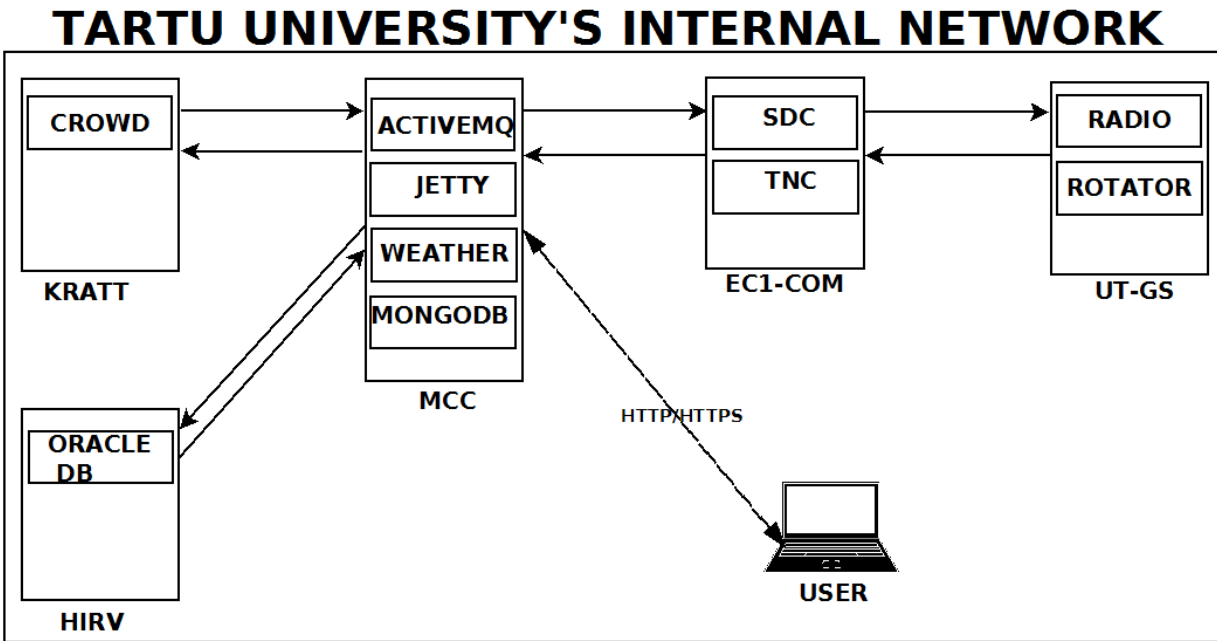 TARTU UNIVERSITY'S INTERNAL NETWORK
CROWD
KRATT
ACTIVEMQ
JETTY
WEATHER
MONGODB
MCC
SDC
TNC
EC1-COM
RADIO
ROTATOR
UT-GS
ORACLE
DB
HIRV
HTTP/HTTPS
USER